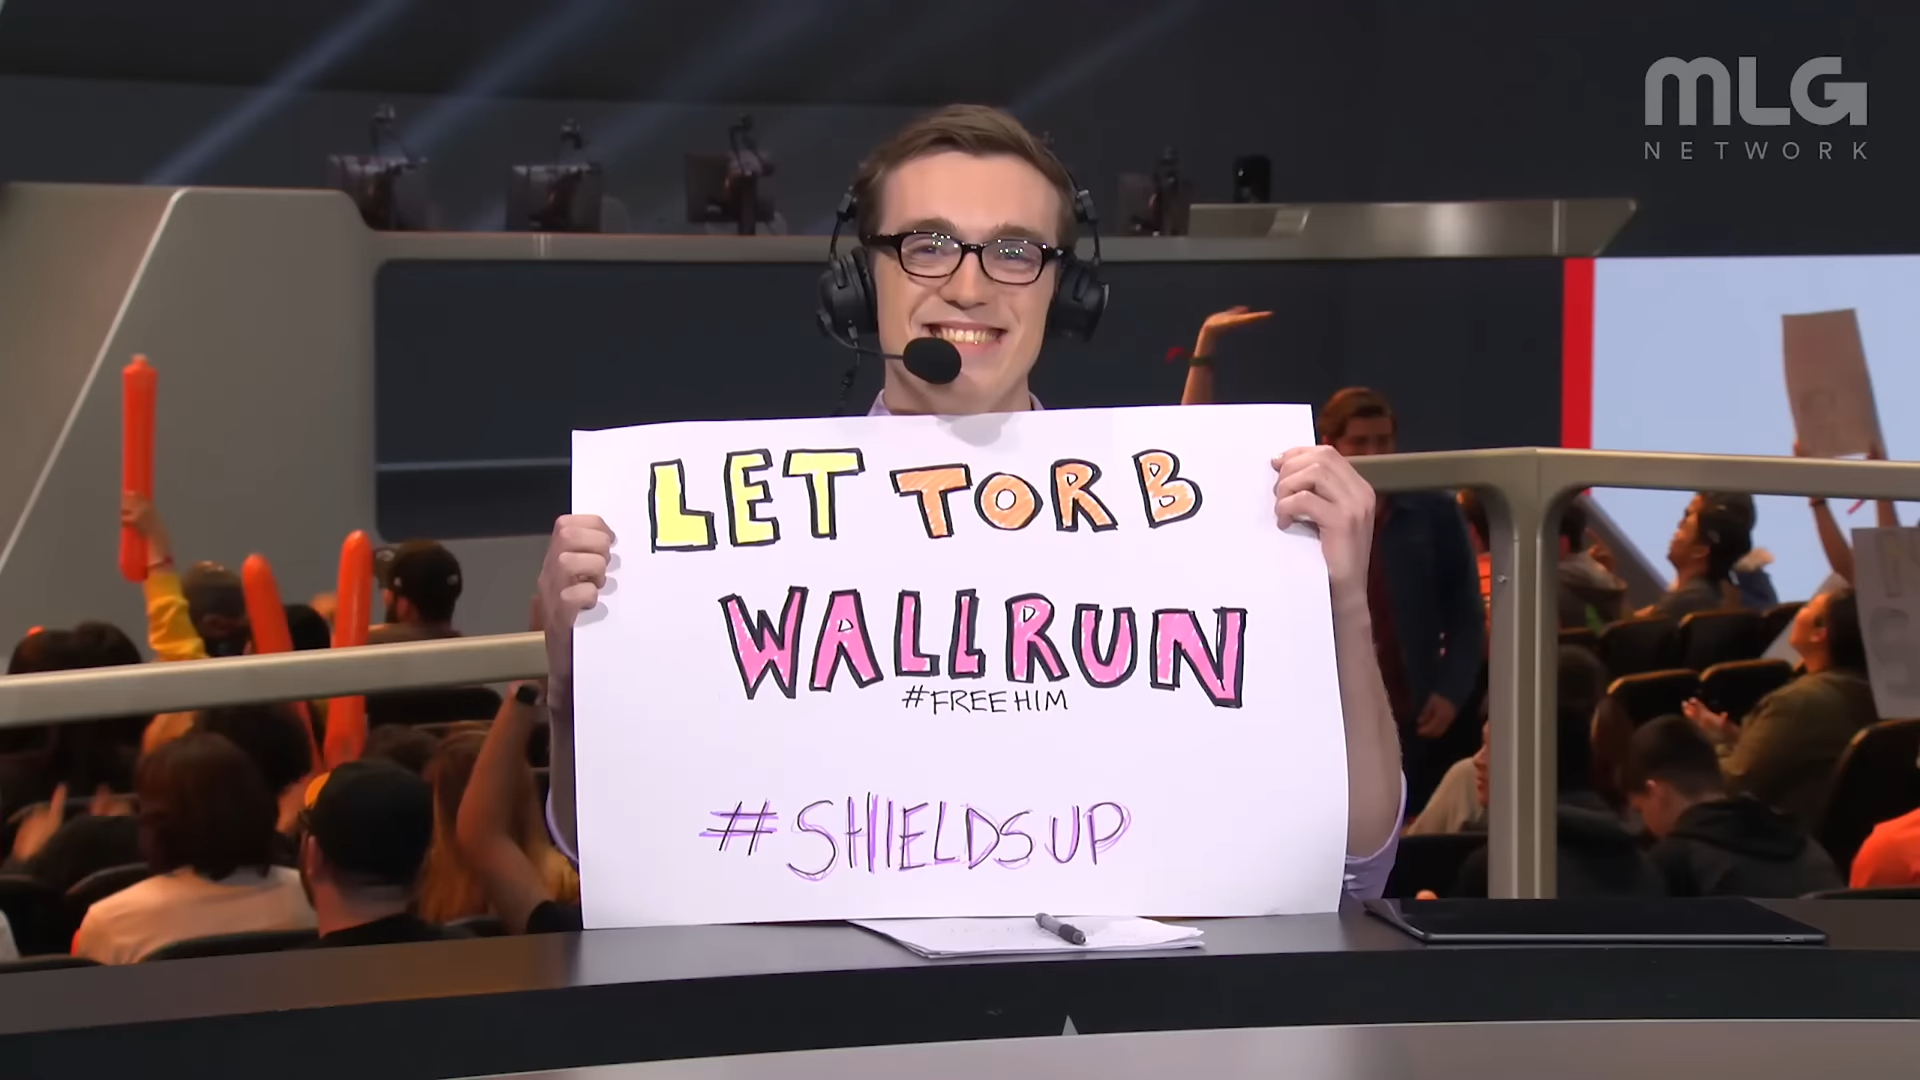 MLG
NETWORK
LET TORB
WALLRUN
#FREEHIM
#SHIELDSUP